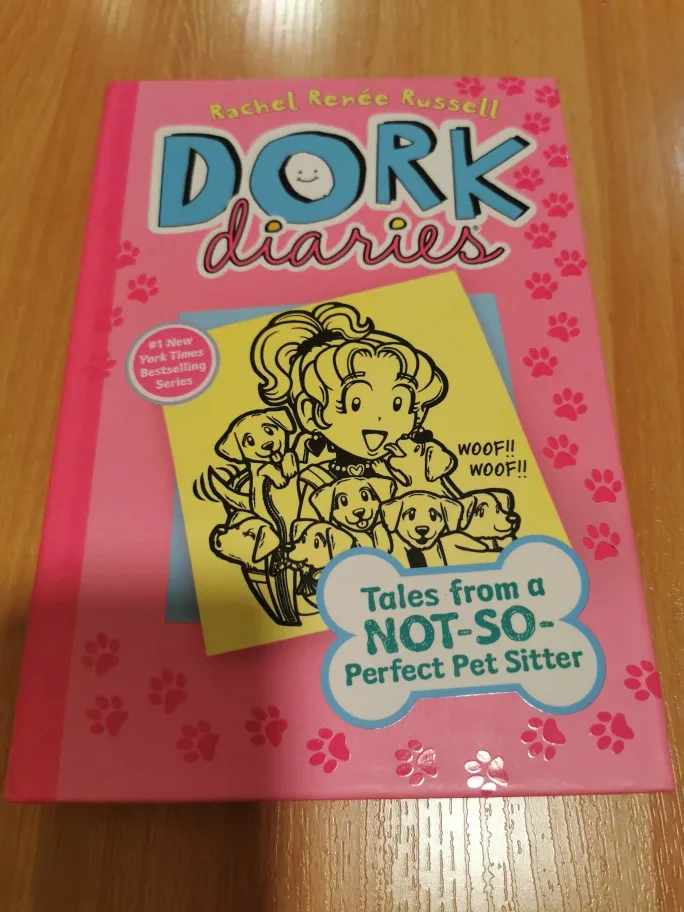 Rachel Renée Russell
DORK
diaries®
#1 New
York Times
Bestselling
Series
WOOF!!
WOOF!!
Tales from a
NOT-SO-
Perfect Pet Sitter